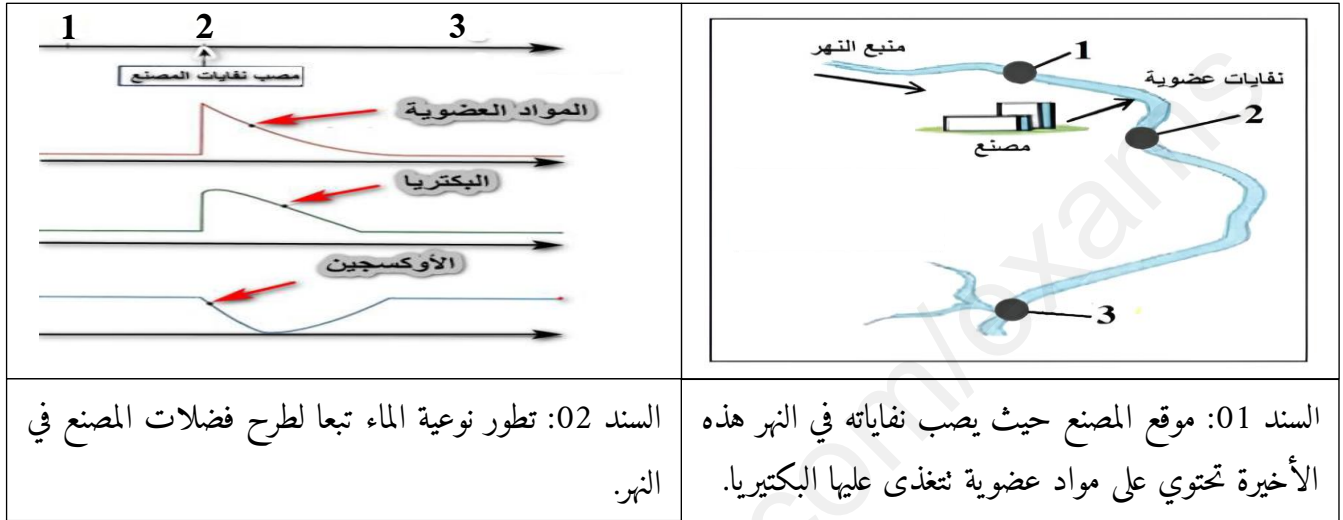 منبع النهر
1
نفايات عضوية
2
مصنع
3
1 2 3
مصب نفايات المصنع
المواد العضوية
البكتريا
الأوكسجين
السند 01: موقع المصنع حيث يصب نفاياته في النهر هذه
الأخيرة تحتوي على مواد عضوية تتغذى عليها البكتيريا.
السند 02: تطور نوعية الماء تبعا لطرح فضلات المصنع في
النهر.
com/oxams